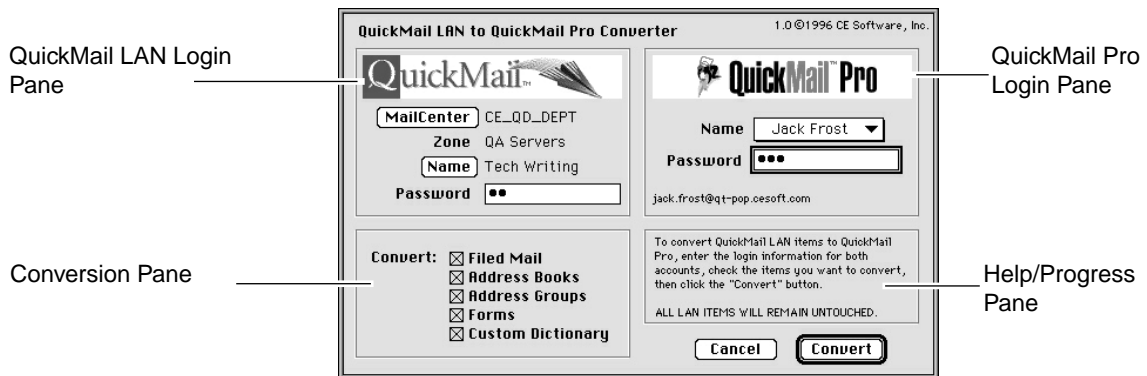 QuickMail LAN to QuickMail Pro Converter
1.0 ©1996 CE Software, Inc.
QuickMail LAN Login
Pane
QuickMail™
MailCenter CE_QD_DEPT
Zone QA Servers
Name Tech Writing
Password ●●
QuickMail™ Pro
Name Jack Frost
Password ●●●
jack.frost@qt-pop.cesoft.com
QuickMail Pro
Login Pane
Conversion Pane
Convert: Filed Mail
Address Books
Address Groups
Forms
Custom Dictionary
To convert QuickMail LAN items to QuickMail
Pro, enter the login information for both
accounts, check the items you want to convert,
then click the "Convert" button.
ALL LAN ITEMS WILL REMAIN UNTOUCHED.
Help/Progress
Pane
Cancel Convert